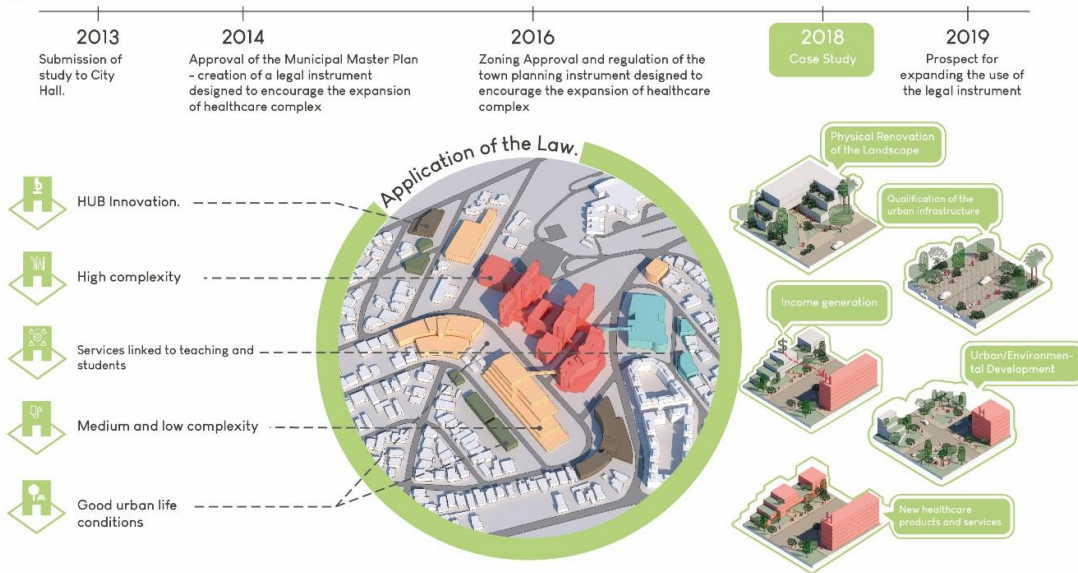 2013
Submission of
study to City
Hall.
2014
Approval of the Municipal Master Plan
- creation of a legal instrument
designed to encourage the expansion
of healthcare complex
2016
Zoning Approval and regulation of the
town planning instrument designed to
encourage the expansion of healthcare
complex
2018
Case Study
2019
Prospect for
expanding the use of
the legal instrument
Application of the Law.
HUB Innovation.
High complexity
Services linked to teaching and
students
Medium and low complexity
Good urban life
conditions
Physical Renovation
of the Landscape
Qualification of the
urban infrastructure
Income generation
$
Urban/Environmen-
tal Development
New healthcare
products and services